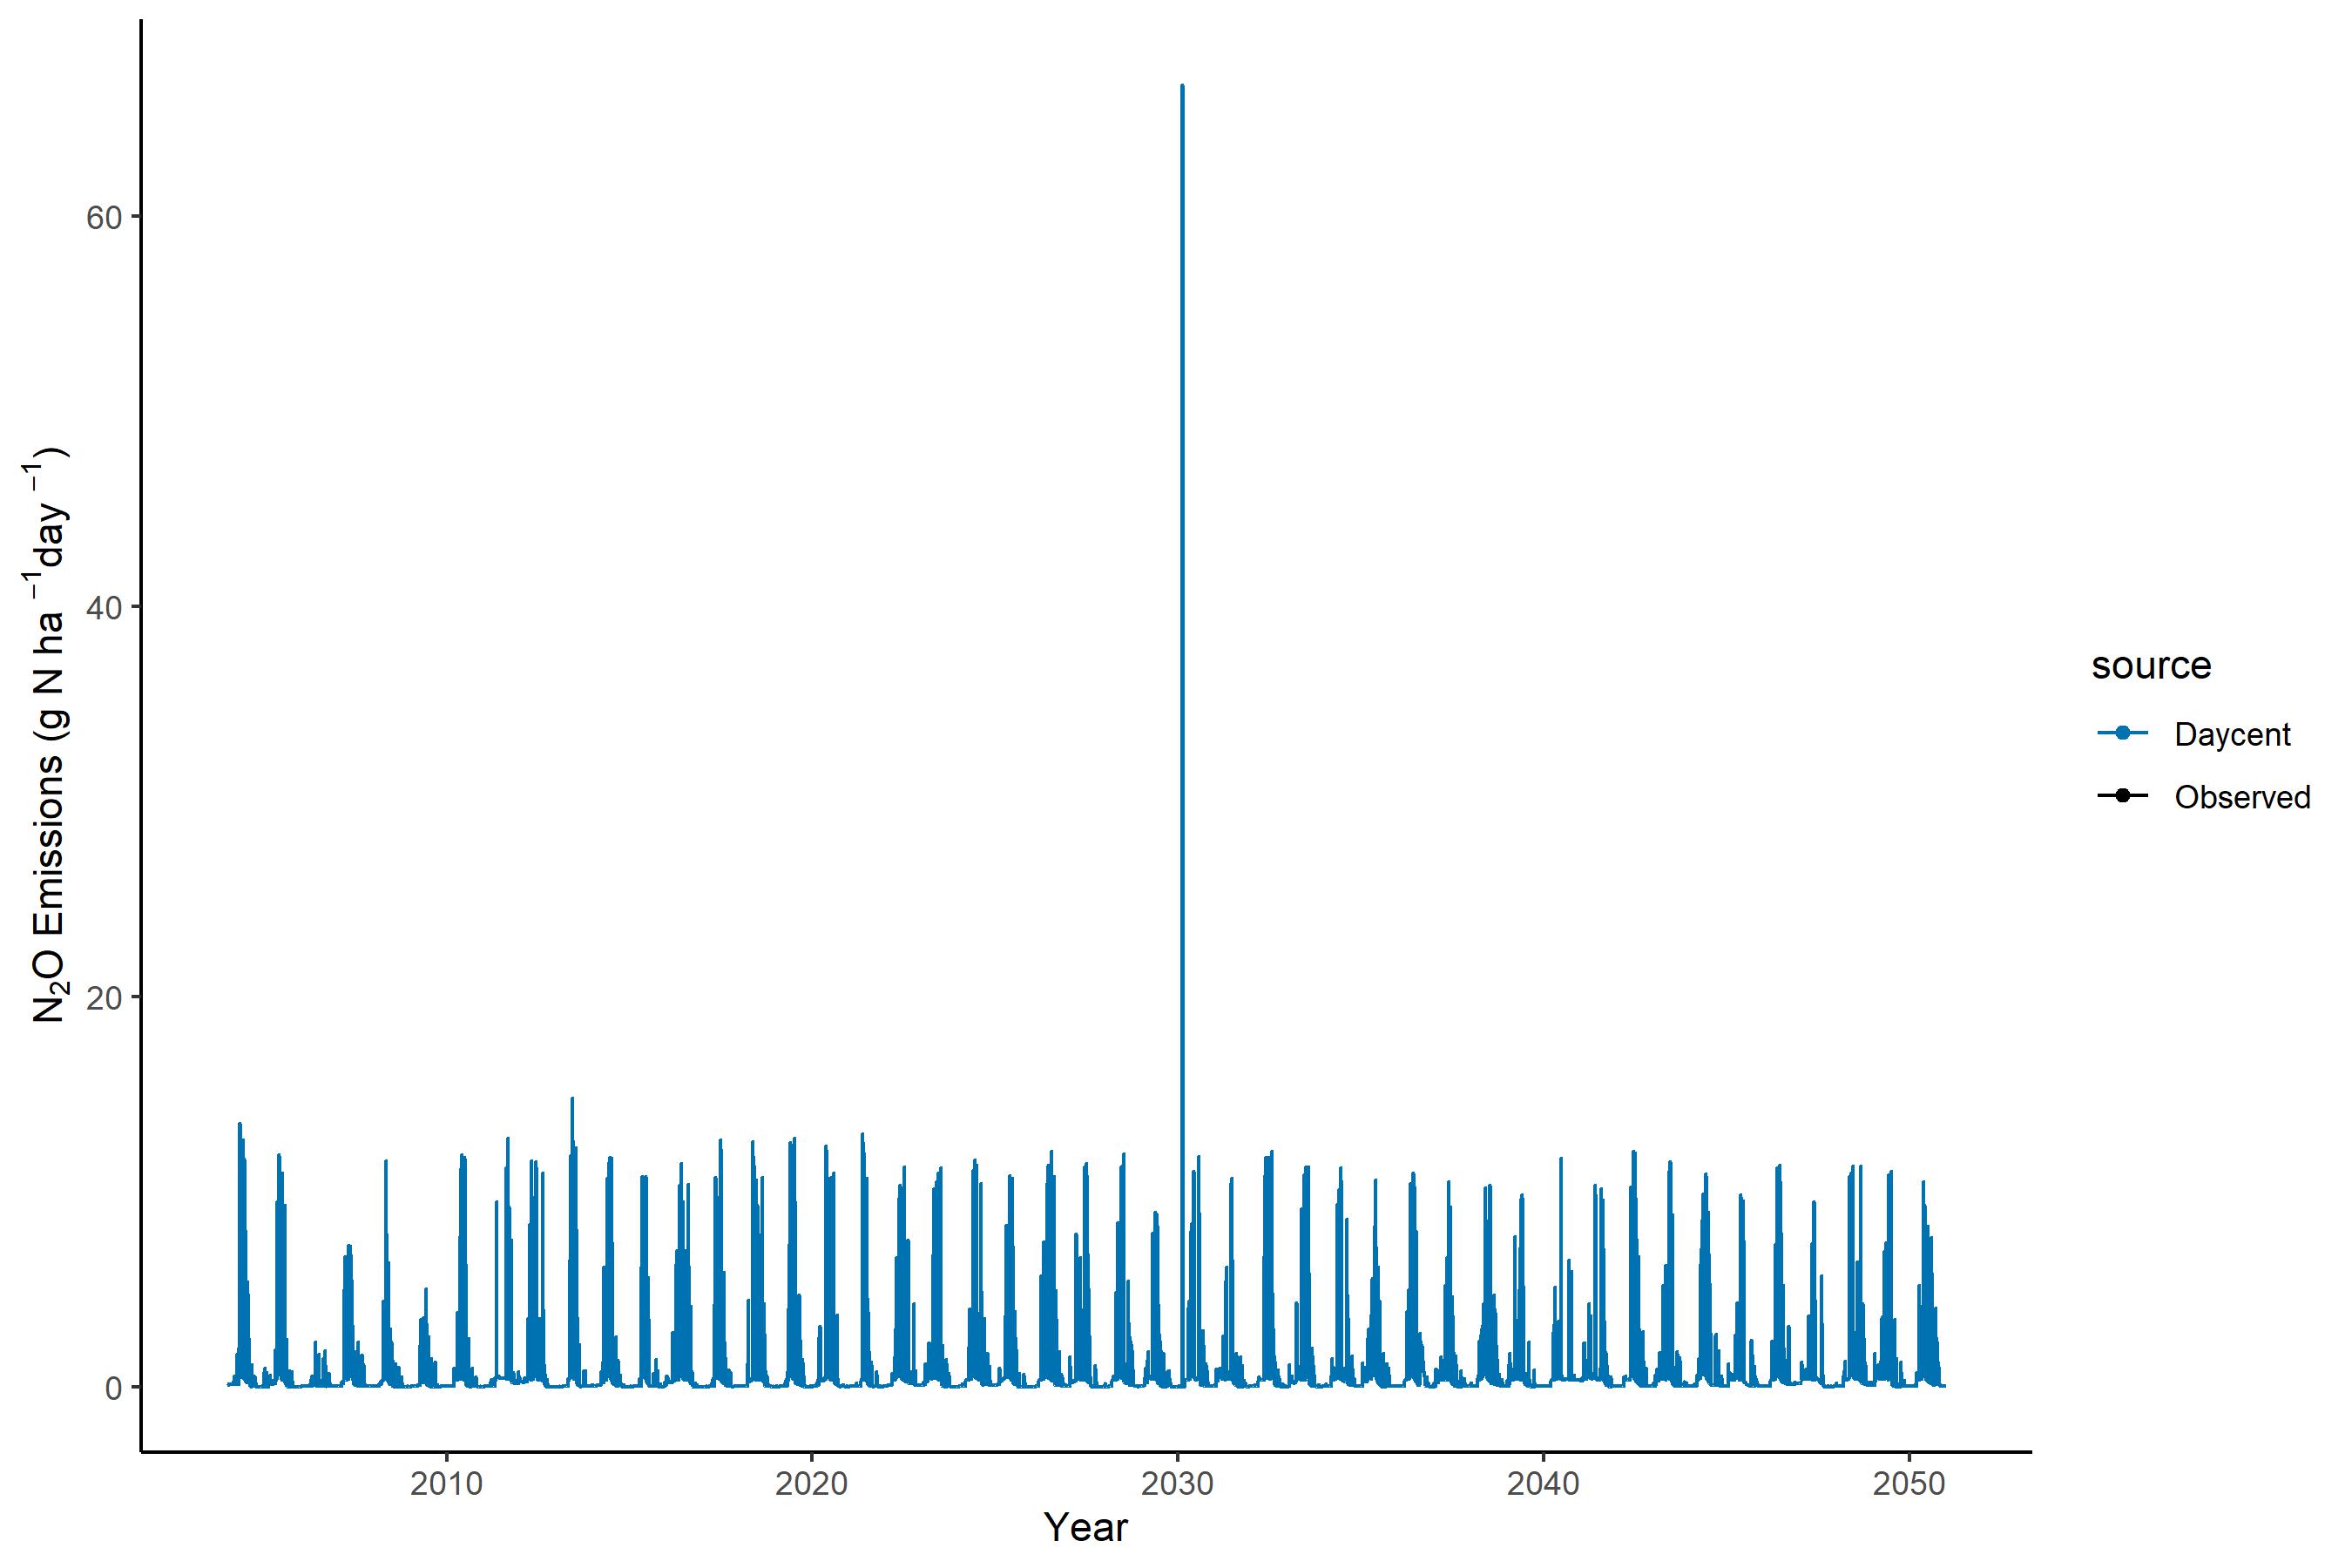 N₂O Emissions (g N ha ⁻¹day ⁻¹)
60
40
20
0
2010 2020 2030 2040 2050
Year
source
Daycent
Observed